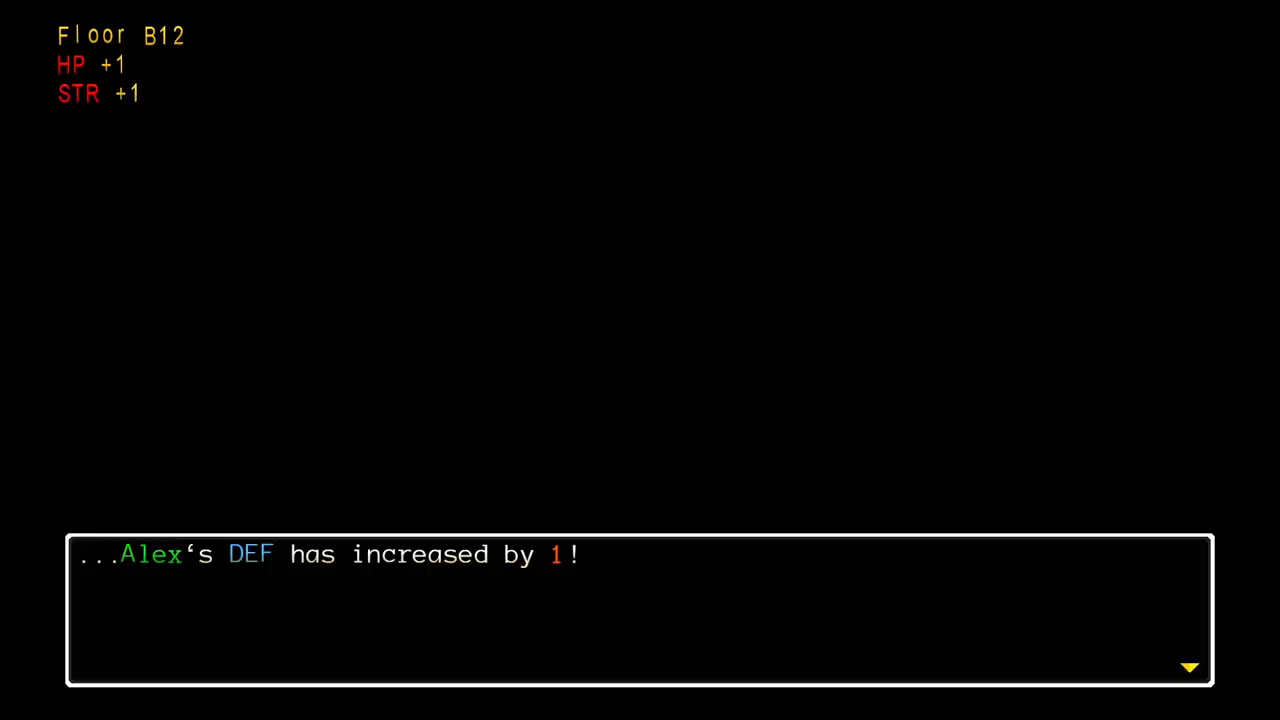 Floor B12
HP +1
STR +1
...Alex‘s DEF has increased by 1!